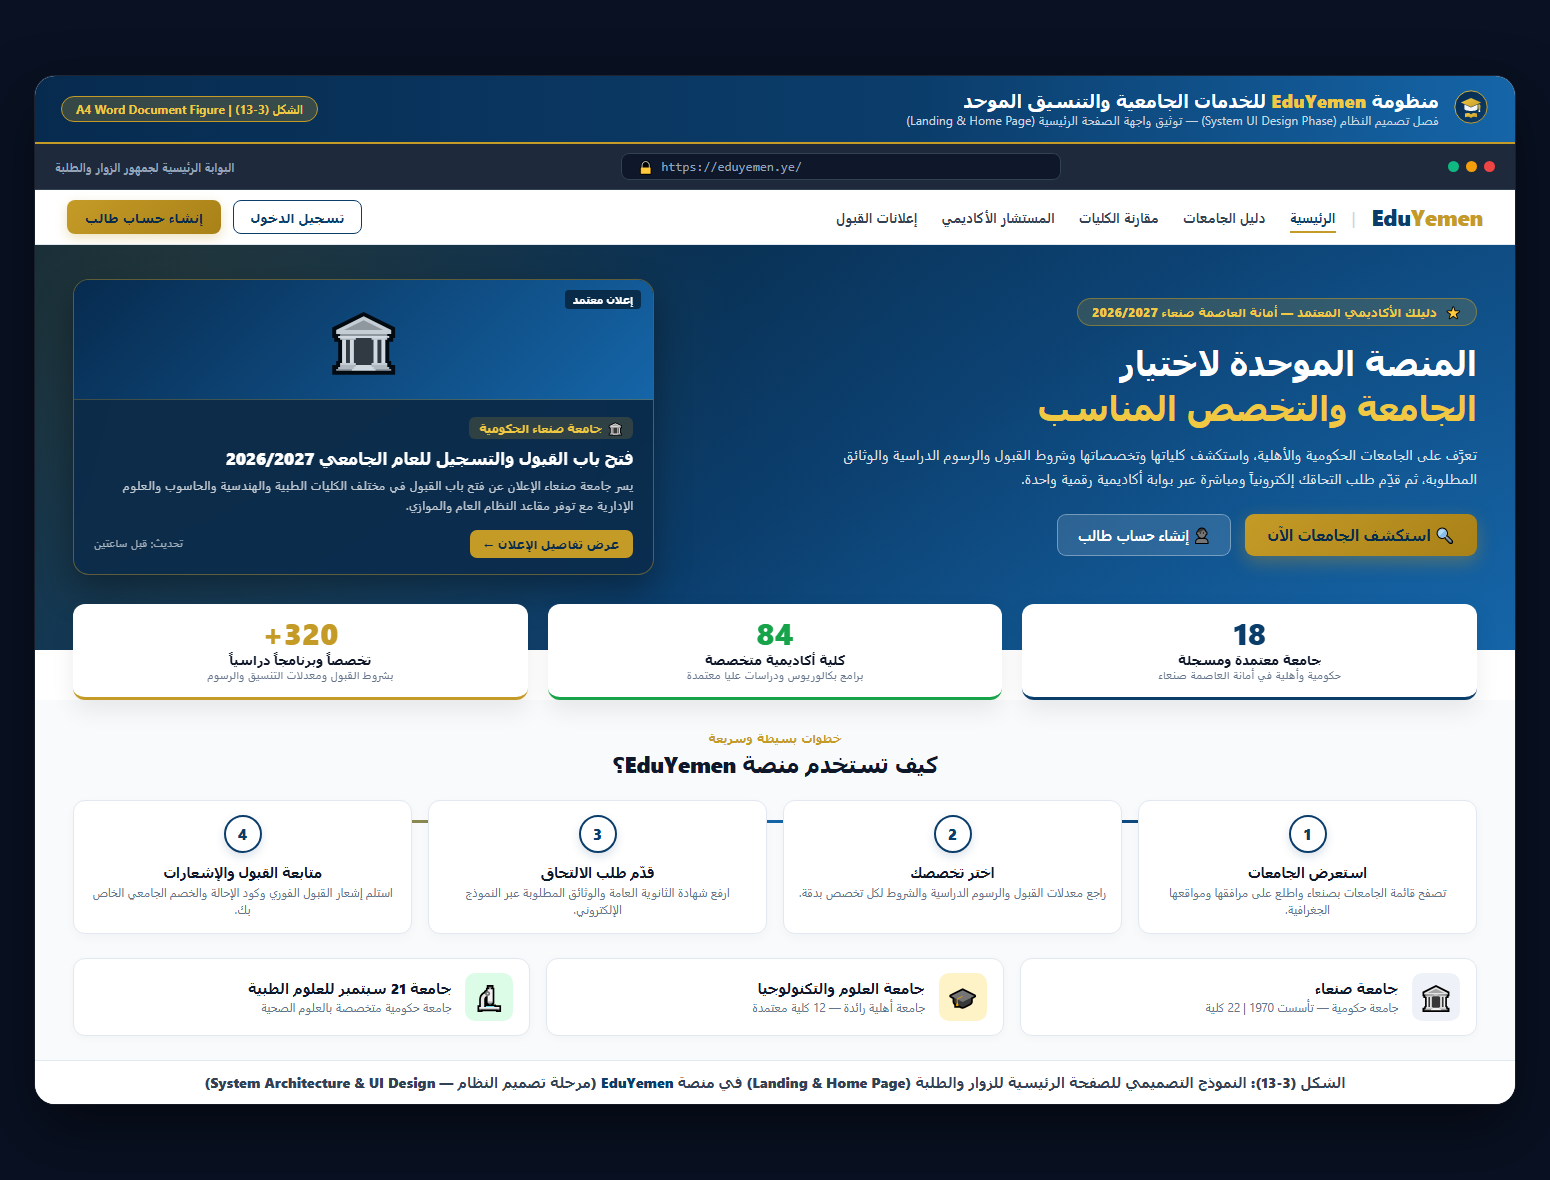 منظومة EduYemen للخدمات الجامعية والتنسيق الموحد
فصل تصميم النظام (System UI Design Phase) — توثيق واجهة الصفحة الرئيسية (Landing & Home Page)
الشكل (3-13) | A4 Word Document Figure
https://eduyemen.ye/
البوابة الرئيسية لجمهور الزوار والطلبة
EduYemen | الرئيسية دليل الجامعات مقارنة الكليات المستشار الأكاديمي إعلانات القبول
تسجيل الدخول
إنشاء حساب طالب
دليلك الأكاديمي المعتمد — أمانة العاصمة صنعاء 2026/2027
المنصة الموحدة لاختيار
الجامعة والتخصص المناسب
تعرّف على الجامعات الحكومية والأهلية، واستكشف كلياتها وتخصصاتها وشروط القبول والرسوم الدراسية والوثائق
المطلوبة، ثم قدّم طلب التحاقك إلكترونياً ومباشرة عبر بوابة أكاديمية رقمية واحدة.
استكشف الجامعات الآن
إنشاء حساب طالب
إعلان معتمد
جامعة صنعاء الحكومية
فتح باب القبول والتسجيل للعام الجامعي 2026/2027
يسر جامعة صنعاء الإعلان عن فتح باب القبول في مختلف الكليات الطبية والهندسية والحاسوب والعلوم
الإدارية مع توفر مقاعد النظام العام والموازي.
عرض تفاصيل الإعلان ←
تحديث: قبل ساعتين
18
جامعة معتمدة ومسجلة
حكومية وأهلية في أمانة العاصمة صنعاء
84
كلية أكاديمية متخصصة
برامج بكالوريوس ودراسات عليا معتمدة
+320
تخصصاً وبرنامجاً دراسياً
بشروط القبول ومعدلات التنسيق والرسوم
خطوات بسيطة وسريعة
كيف تستخدم منصة EduYemen؟
1
استعرض الجامعات
تصفح قائمة الجامعات بصنعاء واطلع على مرافقها ومواقعها
الجغرافية.
2
اختر تخصصك
راجع معدلات القبول والرسوم الدراسية والشروط لكل تخصص بدقة.
3
قدّم طلب الالتحاق
ارفع شهادة الثانوية العامة والوثائق المطلوبة عبر النموذج
الإلكتروني.
4
متابعة القبول والإشعارات
استلم إشعار القبول الفوري وكود الإحالة والخصم الجامعي الخاص
بك.
جامعة صنعاء
جامعة حكومية — تأسست 1970 | 22 كلية
جامعة العلوم والتكنولوجيا
جامعة أهلية رائدة — 12 كلية معتمدة
جامعة 21 سبتمبر للعلوم الطبية
جامعة حكومية متخصصة بالعلوم الصحية
الشكل (3-13): النموذج التصميمي للصفحة الرئيسية للزوار والطلبة (Landing & Home Page) في منصة EduYemen (مرحلة تصميم النظام — System Architecture & UI Design)